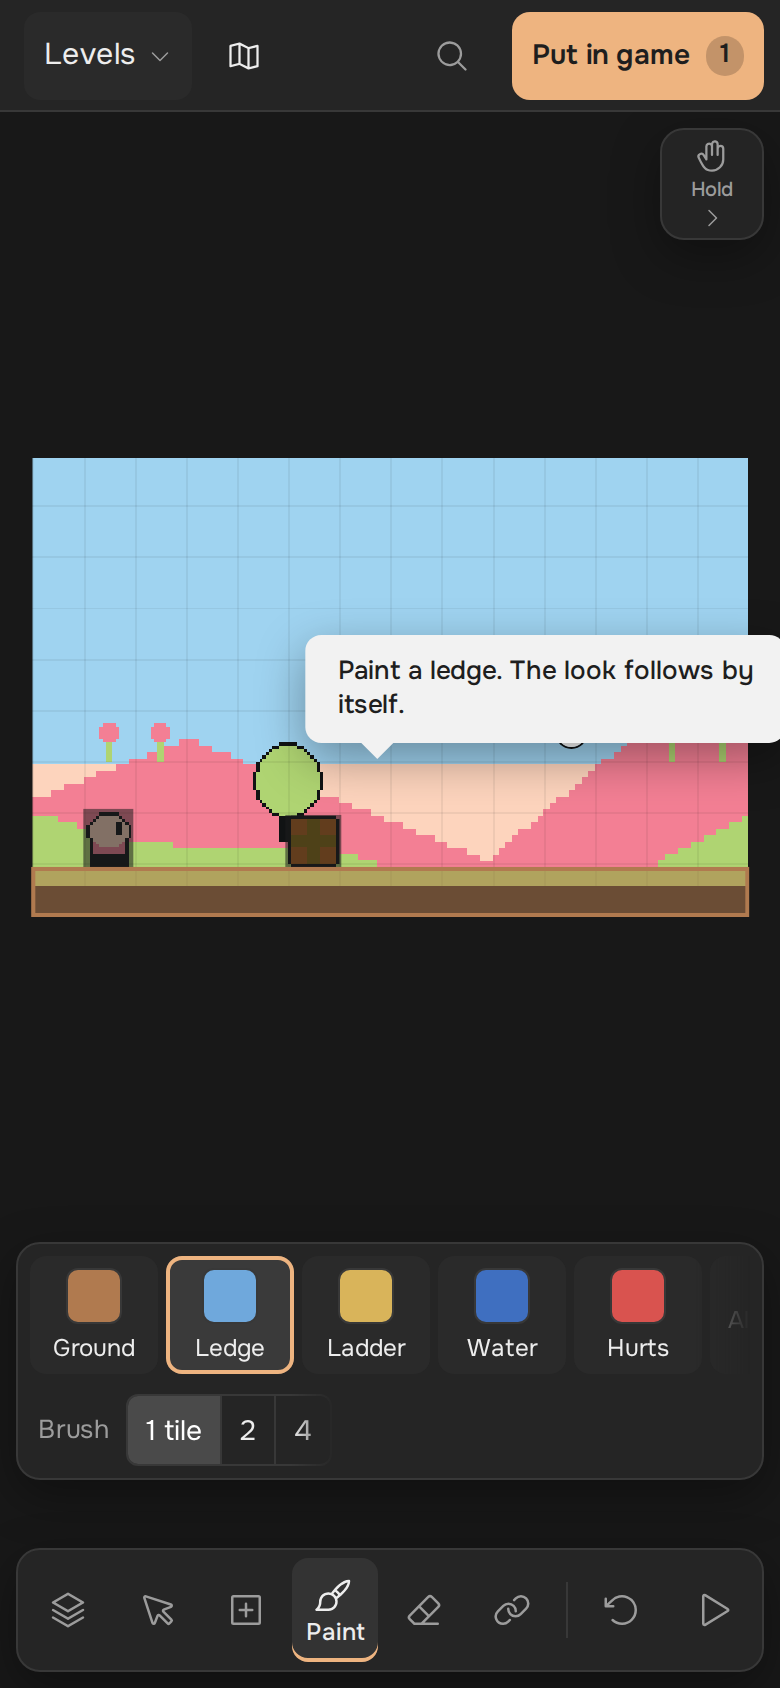 Levels
Put in game 1
Hold
Paint a ledge. The look follows by
itself.
Ground
Ledge
Ladder
Water
Hurts
Brush
1 tile
2
4
Paint